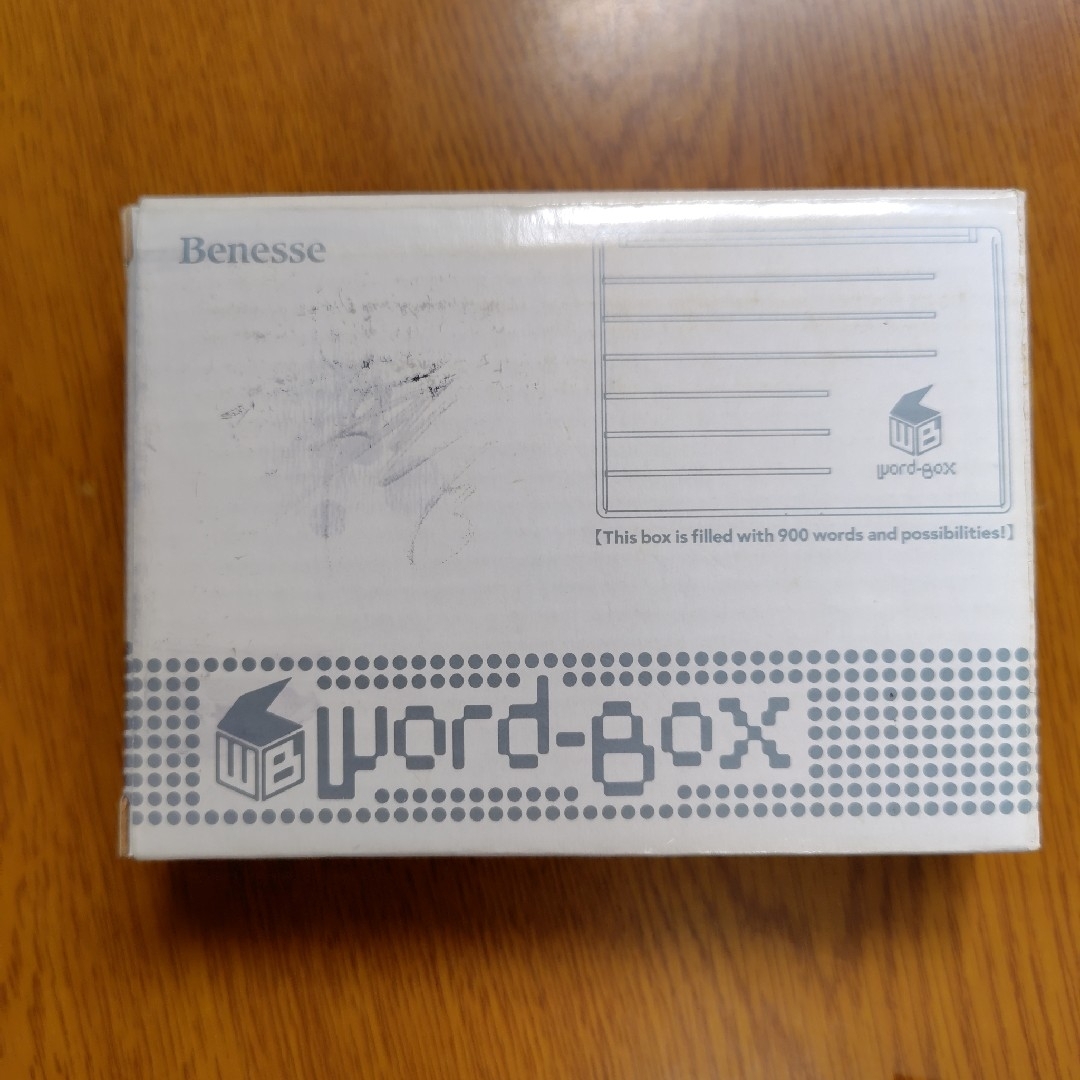 Benesse
WB
word-Box
【This box is filled with 900 words and possibilities!】
WB
word-Box